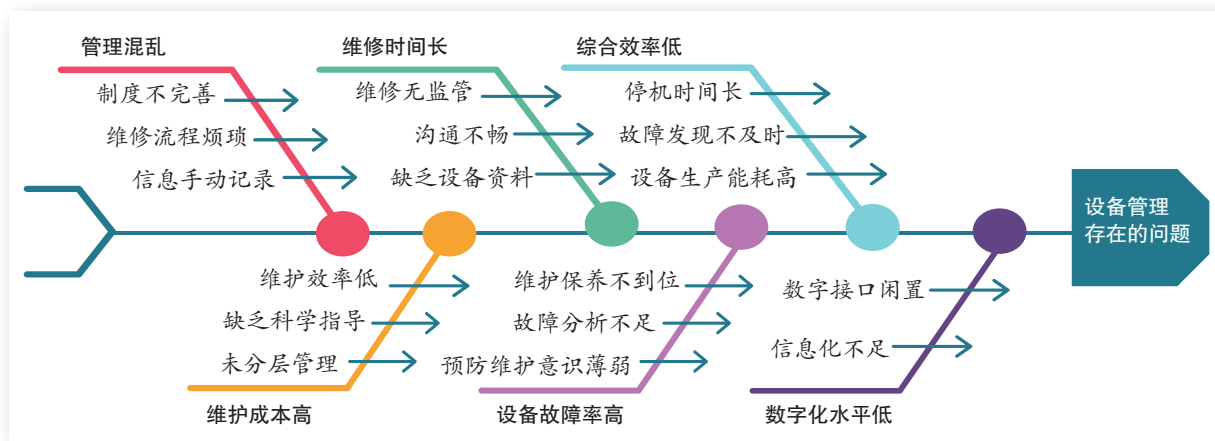 管理混乱
制度不完善
维修流程烦琐
信息手动记录
维修时间长
维修无监管
沟通不畅
缺乏设备资料
综合效率低
停机时间长
故障发现不及时
设备生产能耗高
设备管理
存在的问题
维护效率低
缺乏科学指导
未分层管理
维护成本高
维护保养不到位
故障分析不足
预防维护意识薄弱
设备故障率高
数字接口闲置
信息化不足
数字化水平低